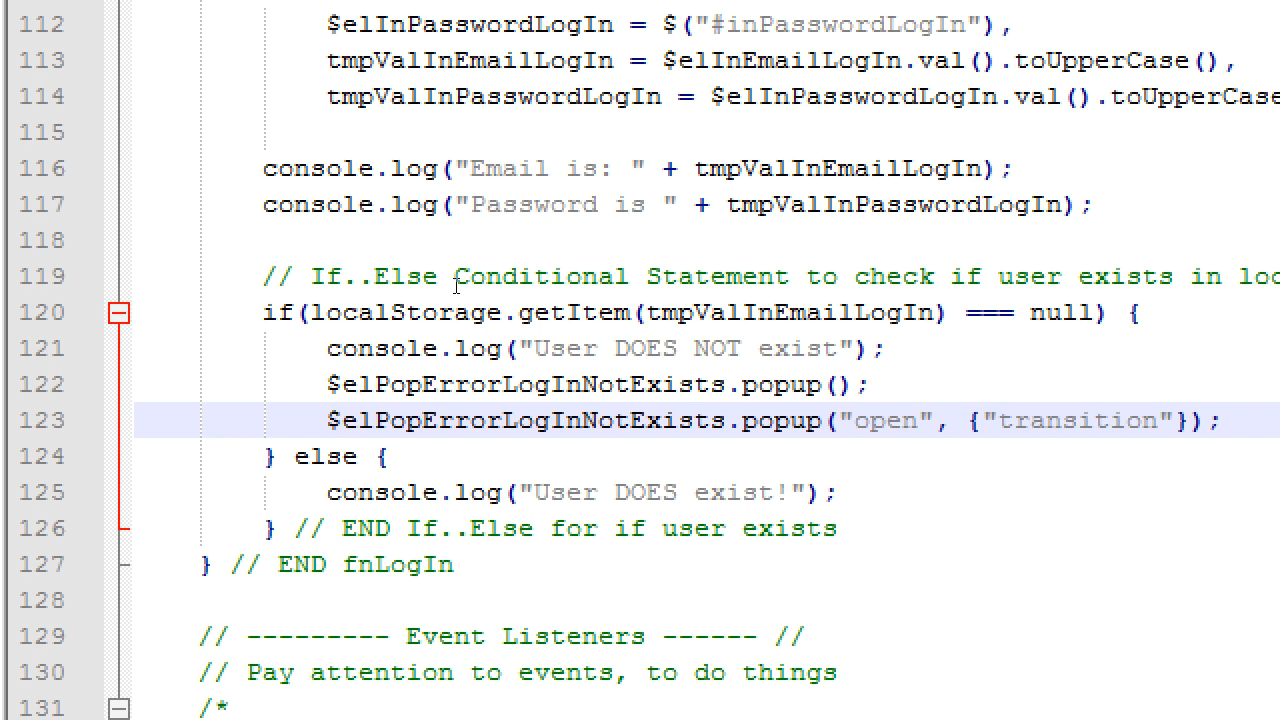 112 $elInPasswordLogIn = $("#inPasswordLogIn"),
113 tmpValInEmailLogIn = $elInEmailLogIn.val().toUpperCase(),
114 tmpValInPasswordLogIn = $elInPasswordLogIn.val().toUpperCase
115
116 console.log("Email is: " + tmpValInEmailLogIn);
117 console.log("Password is " + tmpValInPasswordLogIn);
118
119 // If..Else Conditional Statement to check if user exists in loc
120 if(localStorage.getItem(tmpValInEmailLogIn) === null) {
121 console.log("User DOES NOT exist");
122 $elPopErrorLogInNotExists.popup();
123 $elPopErrorLogInNotExists.popup("open", {"transition"});
124 } else {
125 console.log("User DOES exist!");
126 } // END If..Else for if user exists
127 } // END fnLogIn
128
129 // --------- Event Listeners ------ //
130 // Pay attention to events, to do things
131 /*